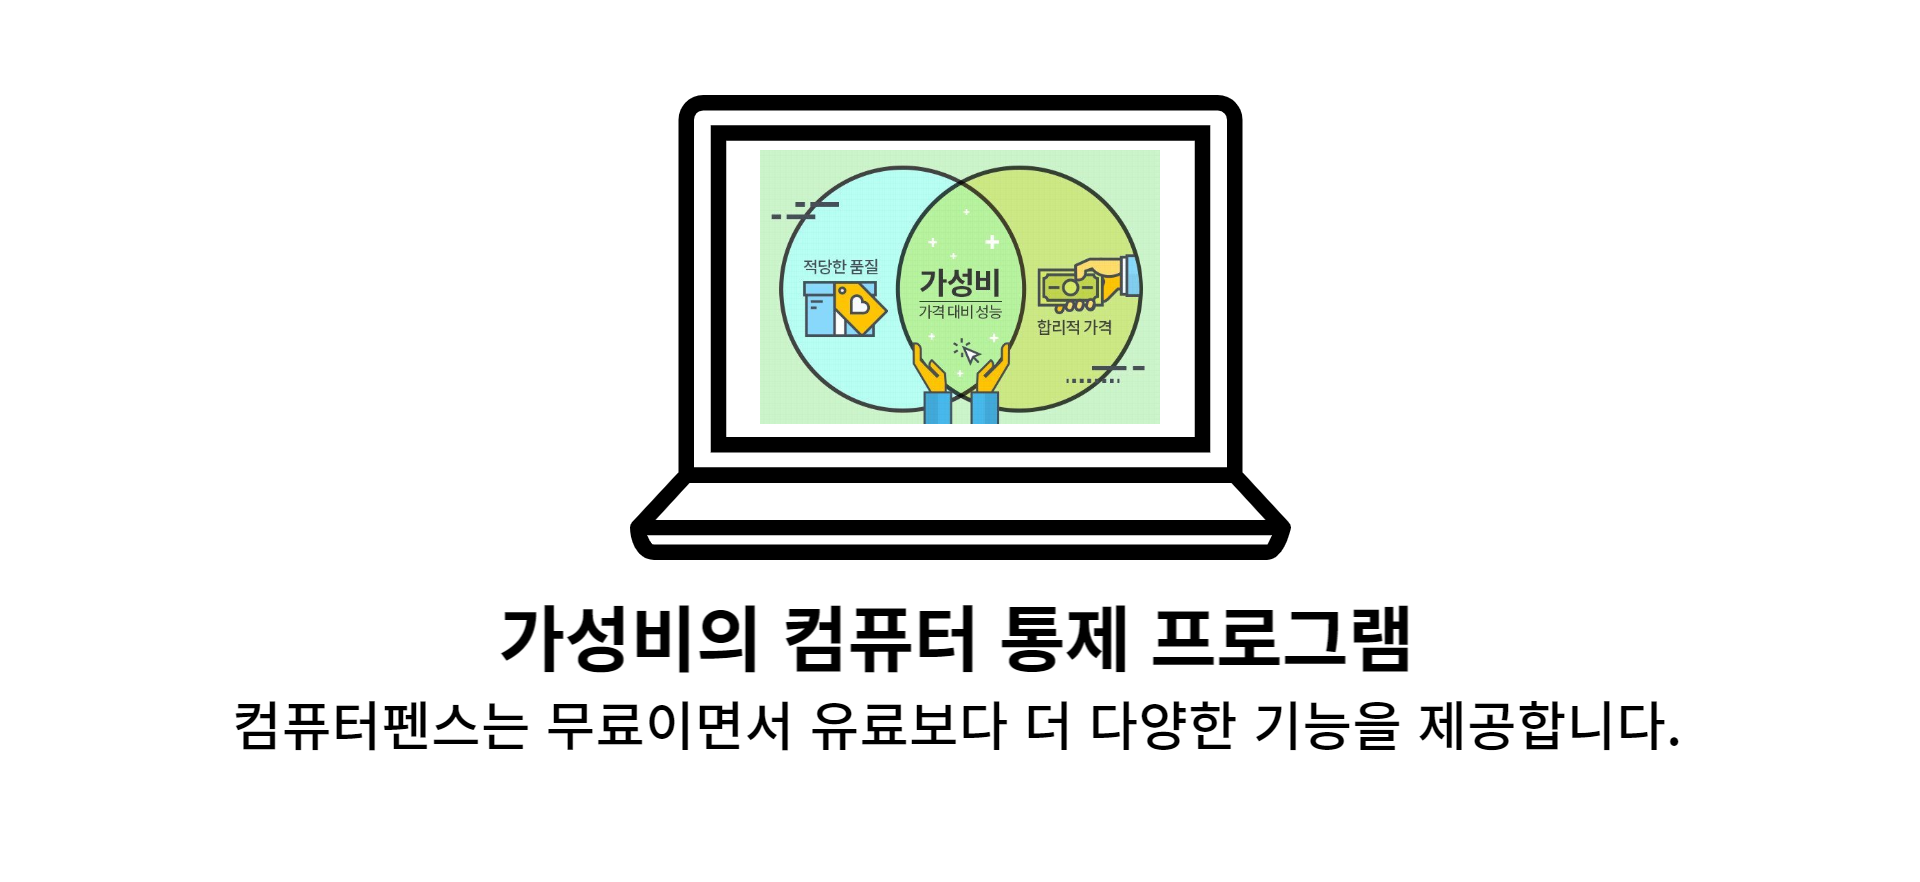 적당한 품질
가성비
가격 대비 성능
합리적 가격
가성비의 컴퓨터 통제 프로그램
컴퓨터펜스는 무료이면서 유료보다 더 다양한 기능을 제공합니다.